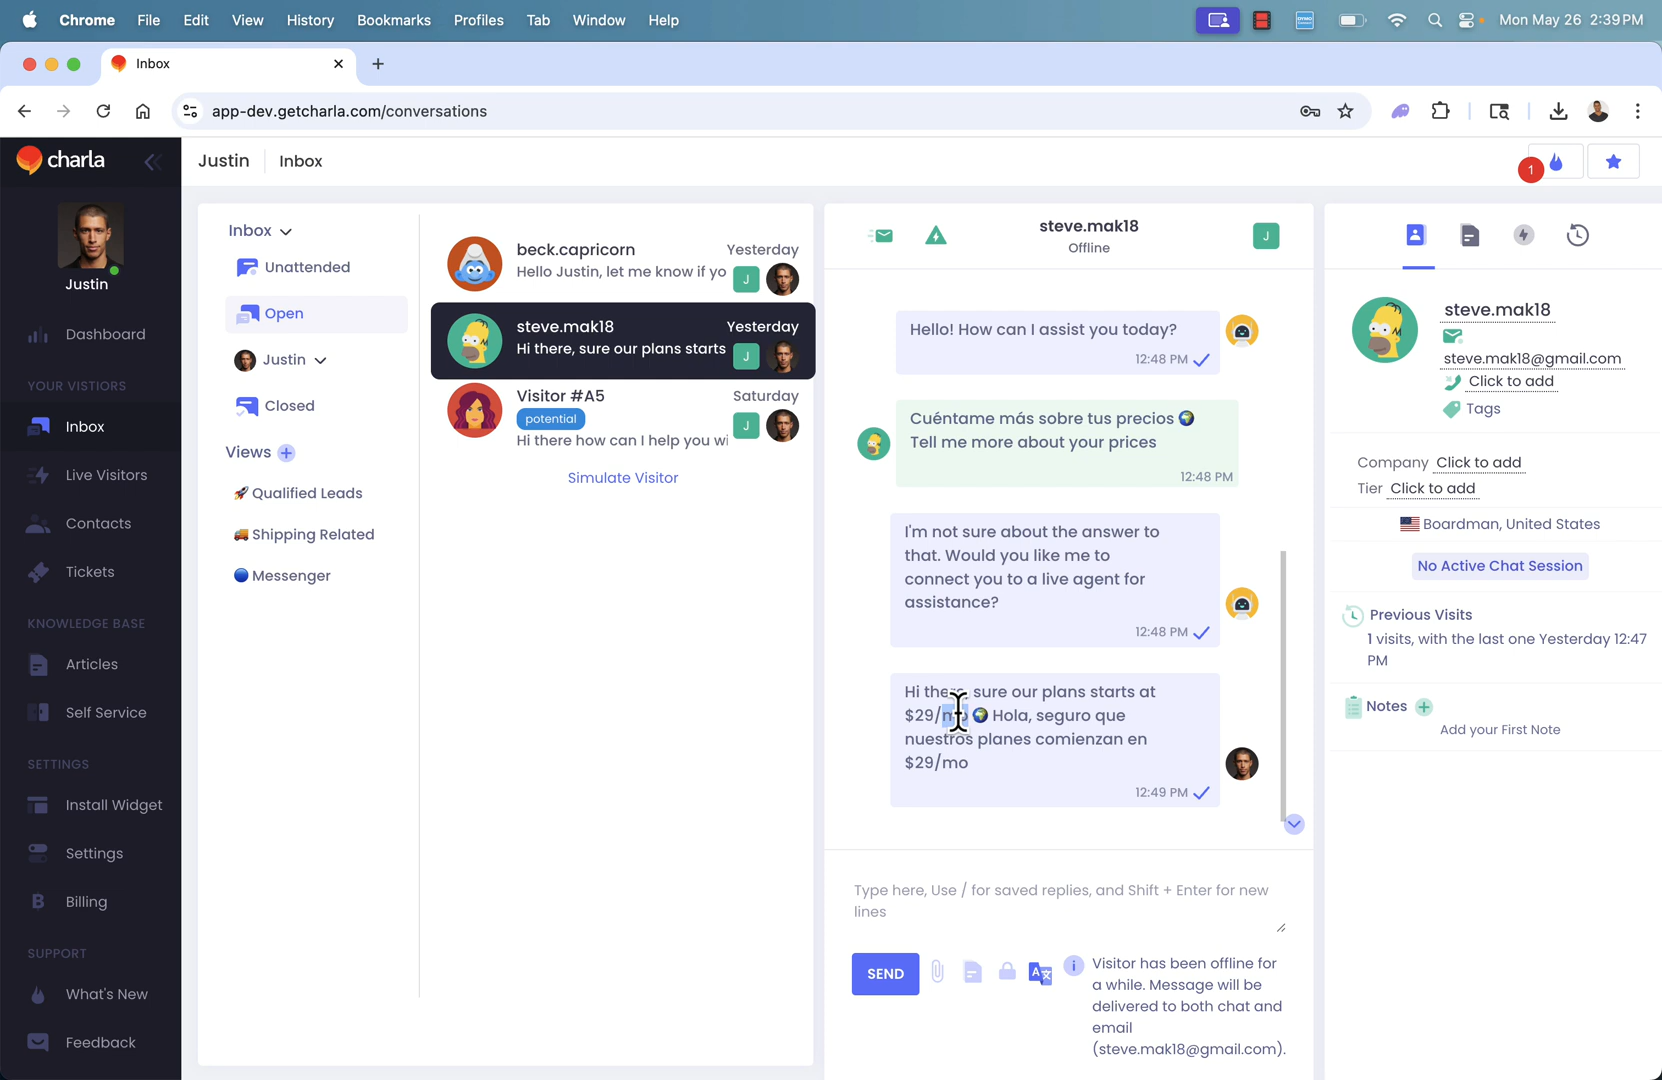 Chrome File Edit View History Bookmarks Profiles Tab Window Help
Mon May 26 2:39 PM
Inbox
app-dev.getcharla.com/conversations
charla
Justin
Dashboard
YOUR VISTIORS
Inbox
Live Visitors
Contacts
Tickets
KNOWLEDGE BASE
Articles
Self Service
SETTINGS
Install Widget
Settings
Billing
SUPPORT
What's New
Feedback
Justin Inbox
1
Inbox
Unattended
Open
Justin
Closed
Views
Qualified Leads
Shipping Related
Messenger
beck.capricorn Yesterday
Hello Justin, let me know if yo
J
steve.mak18 Yesterday
Hi there, sure our plans starts
J
Visitor #A5 Saturday
potential
J
Hi there how can I help you wi
Simulate Visitor
steve.mak18
Offline
J
Hello! How can I assist you today?
12:48 PM
Cuéntame más sobre tus precios
Tell me more about your prices
12:48 PM
I'm not sure about the answer to
that. Would you like me to
connect you to a live agent for
assistance?
12:48 PM
Hi there, sure our plans starts at
$29/mo Hola, seguro que
nuestros planes comienzan en
$29/mo
12:49 PM
Type here, Use / for saved replies, and Shift + Enter for new
lines
SEND
Visitor has been offline for
a while. Message will be
delivered to both chat and
email
(steve.mak18@gmail.com).
steve.mak18
steve.mak18@gmail.com
Click to add
Tags
Company Click to add
Tier Click to add
Boardman, United States
No Active Chat Session
Previous Visits
1 visits, with the last one Yesterday 12:47
PM
Notes
Add your First Note